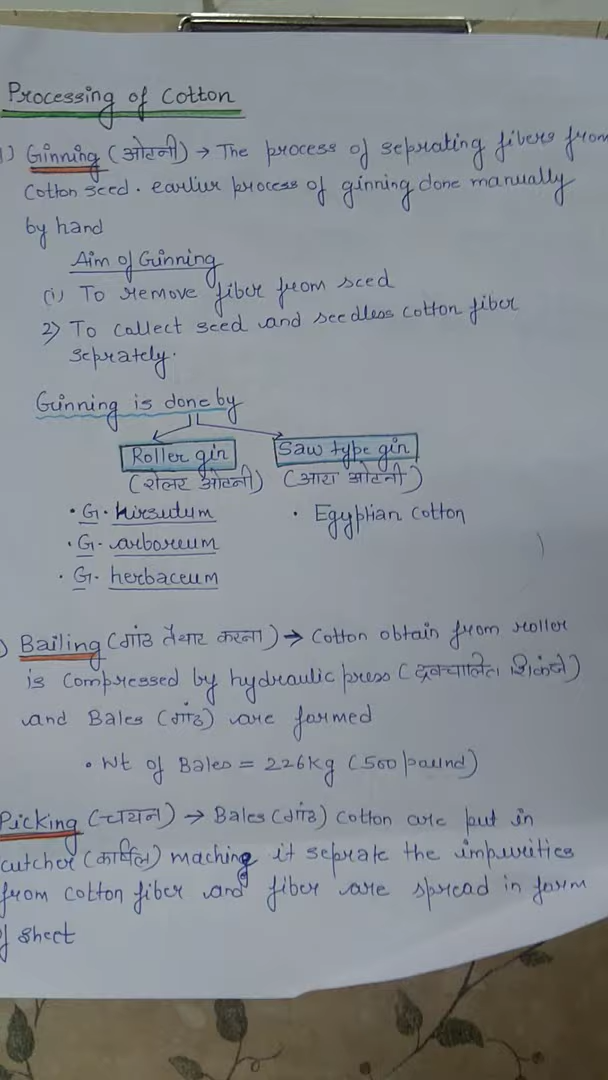 Processing of Cotton
1) Ginning (ओटनी) → The process of seprating fibers from
Cotton seed. earlier process of ginning done manually
by hand
Aim of Ginning
(i) To remove fiber from seed
2) To collect seed and seedless cotton fiber
seprately.
Ginning is done by
Roller gin Saw type gin
(रोलर ओटनी) (आरा ओटनी)
• G. hirsutum • Egyptian cotton
• G. arboreum
• G. herbaceum
) Bailing (गांठ तैयार करना) → Cotton obtain from roller
is compressed by hydraulic press (द्रवचालित शिकंजे)
and Bales (गांठ) are formed
• Wt of Bales = 226kg (500 pound)
Picking (चयन) → Bales (गांठ) cotton are put in
cutcher maching it seprate the impurities
from cotton fiber and fiber are spread in form
f sheet